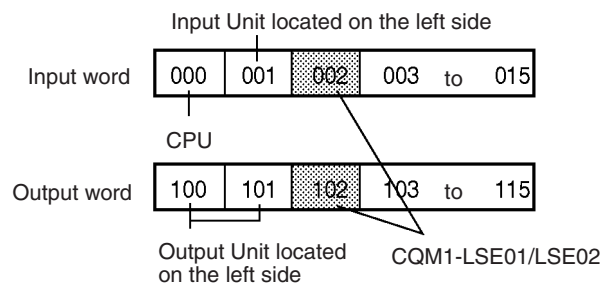 Input Unit located on the left side
Input word 000 001 002 003 to 015
CPU
Output word 100 101 102 103 to 115
Output Unit located
on the left side
CQM1-LSE01/LSE02